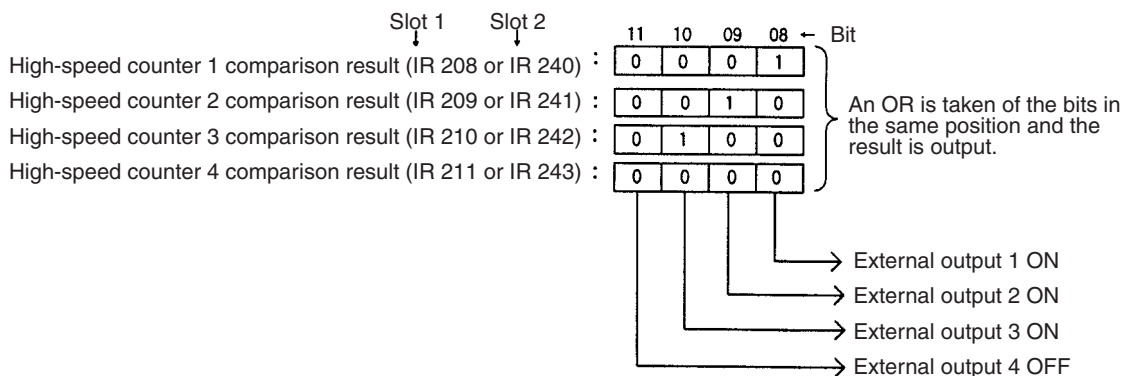 Slot 1 Slot 2
11 10 09 08 ← Bit
High-speed counter 1 comparison result (IR 208 or IR 240) : 0 0 0 1
High-speed counter 2 comparison result (IR 209 or IR 241) : 0 0 1 0
High-speed counter 3 comparison result (IR 210 or IR 242) : 0 1 0 0
High-speed counter 4 comparison result (IR 211 or IR 243) : 0 0 0 0
An OR is taken of the bits in
the same position and the
result is output.
External output 1 ON
External output 2 ON
External output 3 ON
External output 4 OFF